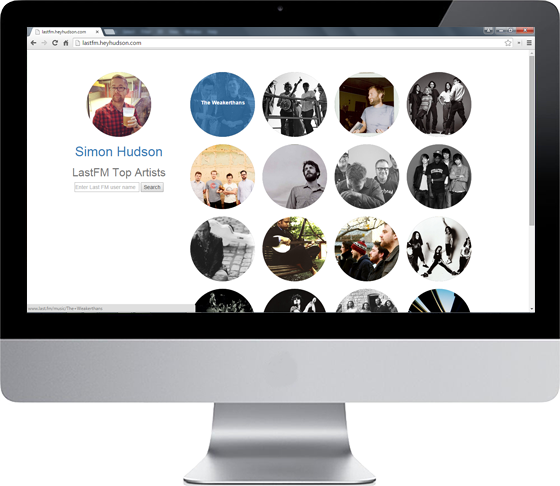 lastfm.heyhudson.com
lastfm.heyhudson.com
The Weakerthans
Simon Hudson
LastFM Top Artists
Enter Last FM user name
Search
www.last.fm/music/The+Weakerthans